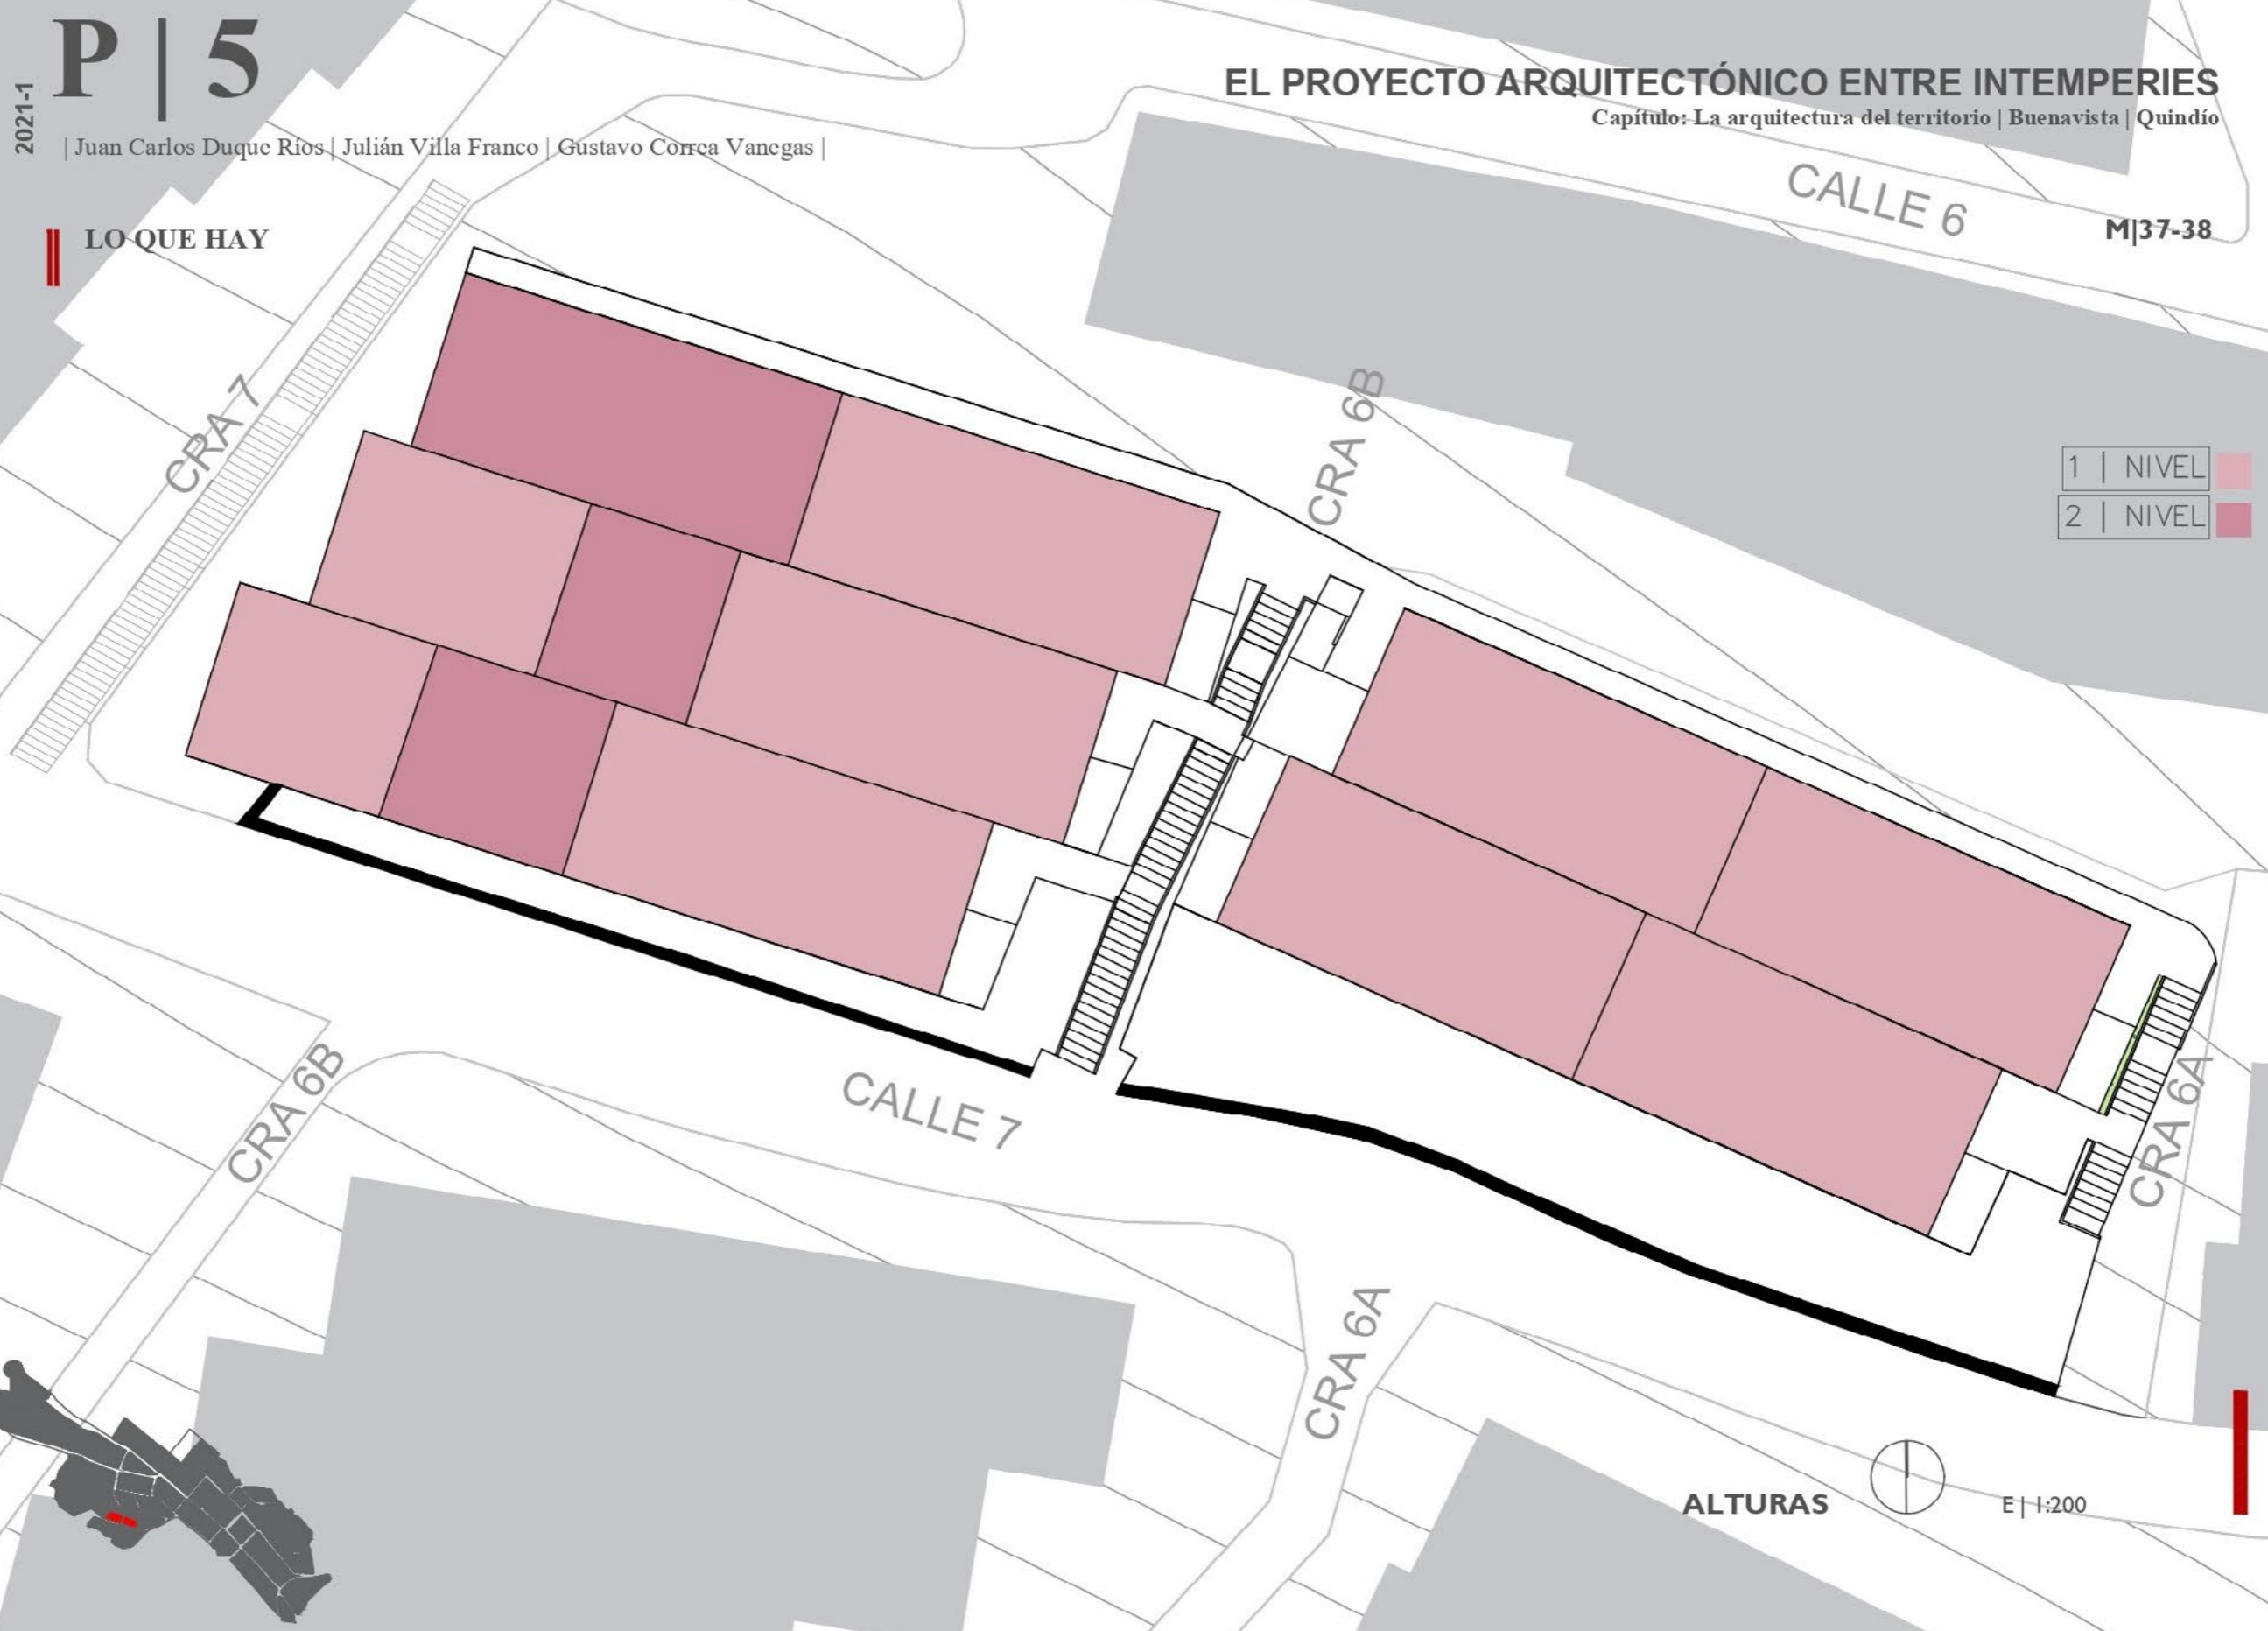 P | 5
2021-1
EL PROYECTO ARQUITECTÓNICO ENTRE INTEMPERIES
Capítulo: La arquitectura del territorio | Buenavista | Quindío
| Juan Carlos Duque Ríos | Julián Villa Franco | Gustavo Correa Vanegas |
CALLE 6
M|37-38
LO QUE HAY
CRA 7
CRA 6B
1 | NIVEL
2 | NIVEL
CRA 6B
CALLE 7
CRA 6A
CRA 6A
ALTURAS
E | 1:200